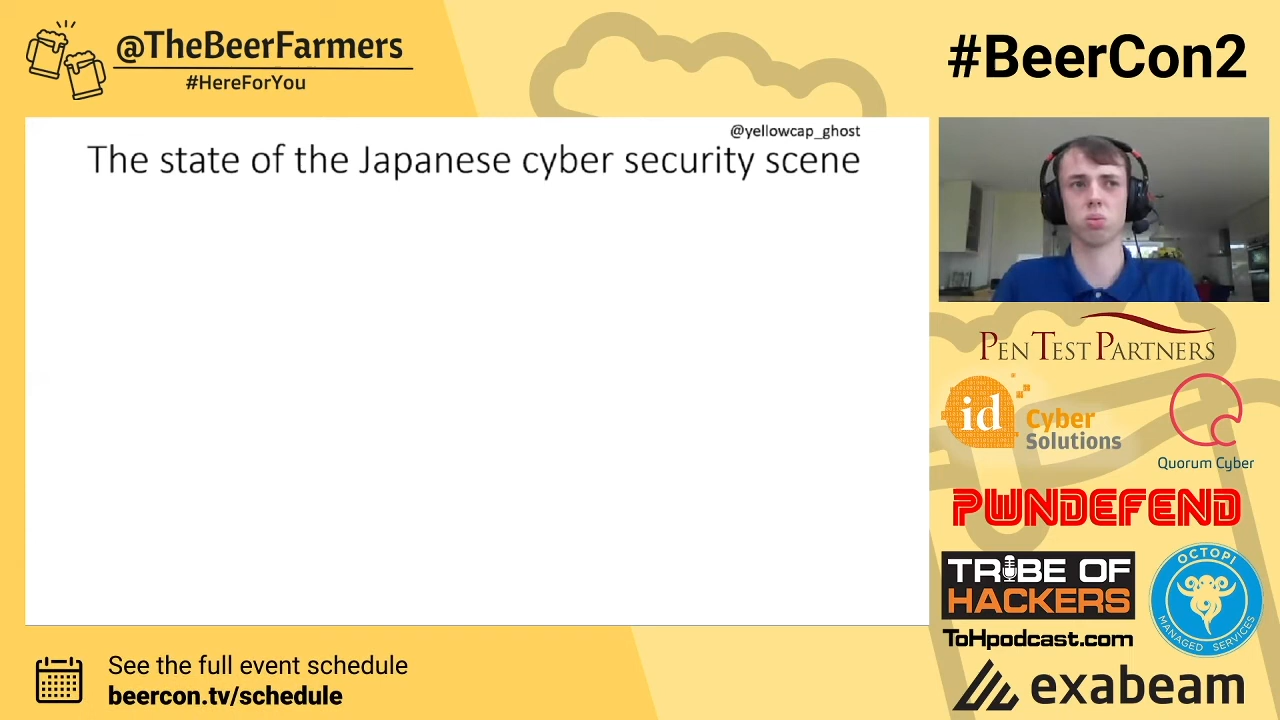 @TheBeerFarmers
#HereForYou
#BeerCon2
@yellowcap_ghost
The state of the Japanese cyber security scene
PEN TEST PARTNERS
id Cyber Solutions
Quorum Cyber
PWNDEFEND
TRIBE OF
HACKERS
ToHpodcast.com
OCTOPI
MANAGED SERVICES
exabeam
See the full event schedule
beercon.tv/schedule